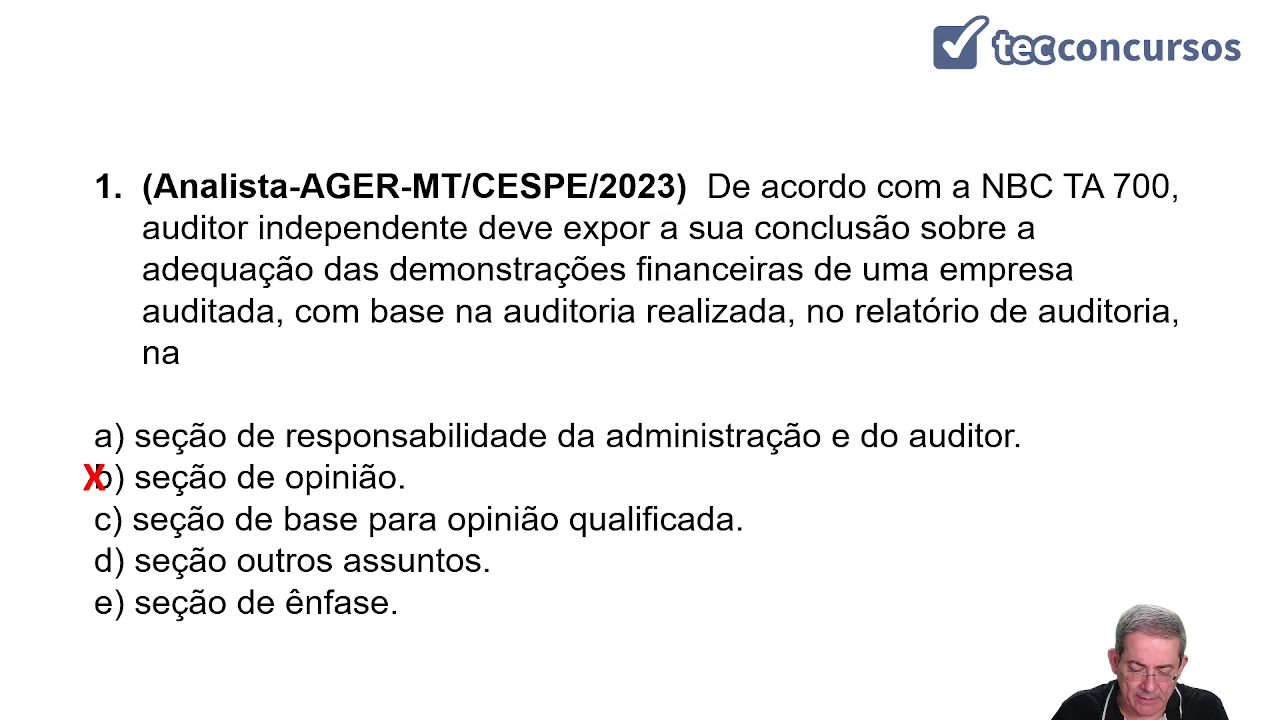 tecconcursos
1. (Analista-AGER-MT/CESPE/2023) De acordo com a NBC TA 700,
auditor independente deve expor a sua conclusão sobre a
adequação das demonstrações financeiras de uma empresa
auditada, com base na auditoria realizada, no relatório de auditoria,
na
a) seção de responsabilidade da administração e do auditor.
X b) seção de opinião.
c) seção de base para opinião qualificada.
d) seção outros assuntos.
e) seção de ênfase.